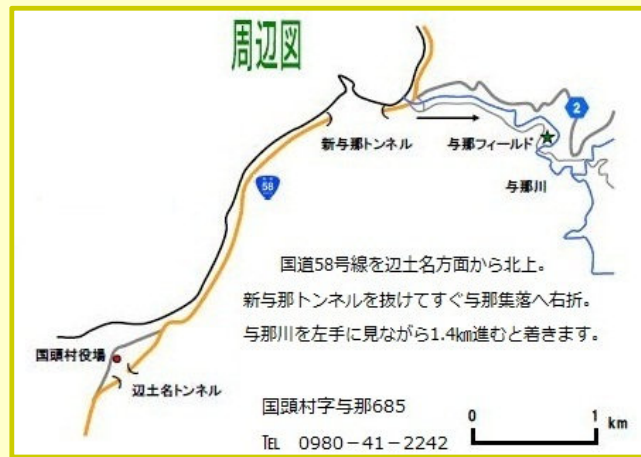 周辺図
2
新与那トンネル
与那フィールド
与那川
58
国道58号線を辺土名方面から北上。
新与那トンネルを抜けてすぐ与那集落へ右折。
与那川を左手に見ながら1.4㎞進むと着きます。
国頭村役場
辺土名トンネル
国頭村字与那685
℡ 0980－41－2242
0 1
km